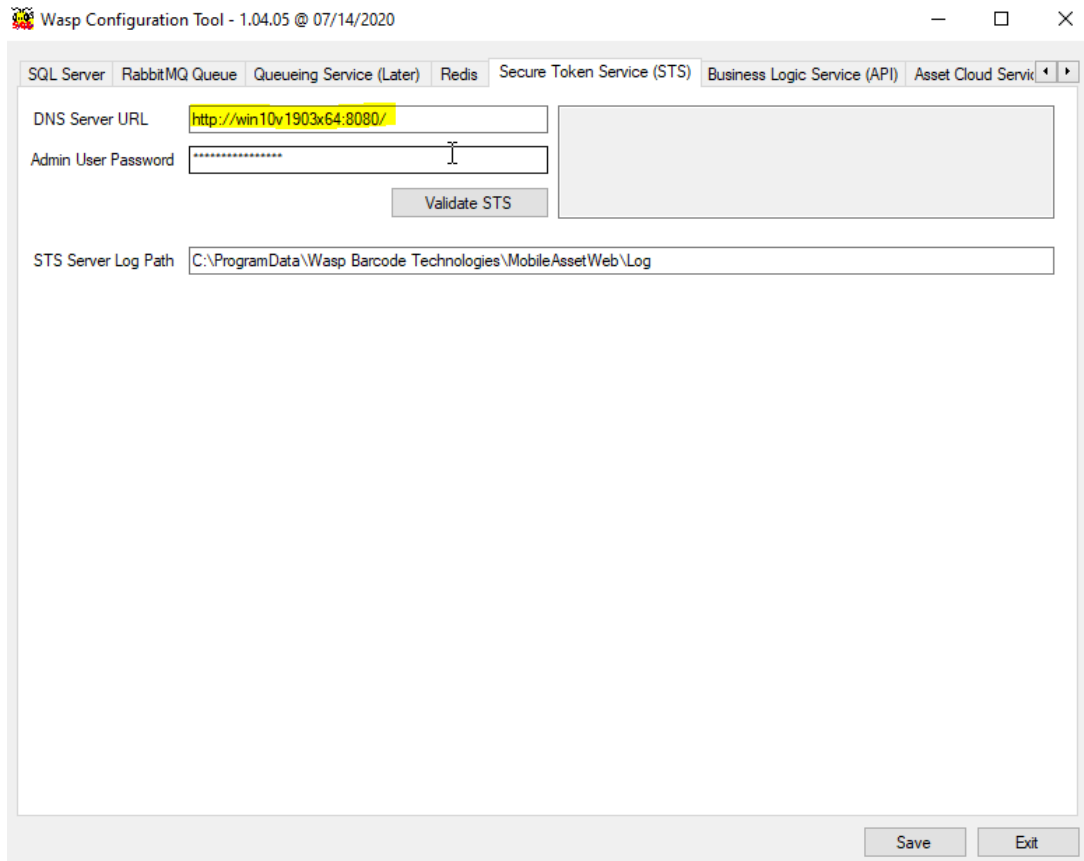 Wasp Configuration Tool - 1.04.05 @ 07/14/2020
SQL Server RabbitMQ Queue Queueing Service (Later) Redis Secure Token Service (STS) Business Logic Service (API) Asset Cloud Servic
DNS Server URL http://win10v1903x64:8080/
Admin User Password ****************
Validate STS
STS Server Log Path C:\ProgramData\Wasp Barcode Technologies\MobileAssetWeb\Log
Save Exit